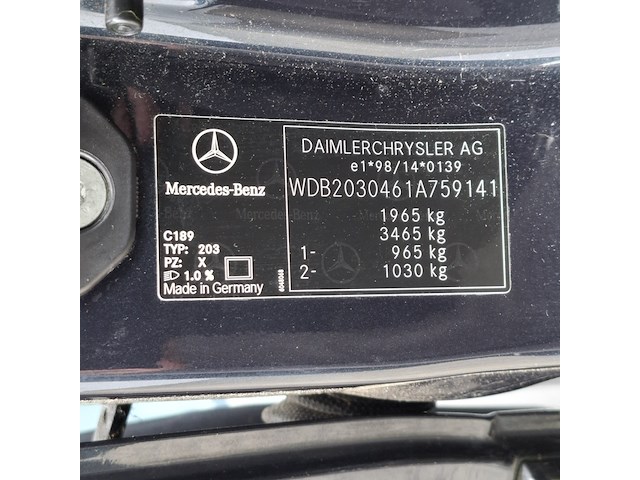 Mercedes-Benz
C189
TYP: 203
PZ: X
1.0 %
Made in Germany
DAIMLERCHRYSLER AG
e1*98/14*0139
WDB2030461A759141
1965 kg
3465 kg
1- 965 kg
2- 1030 kg